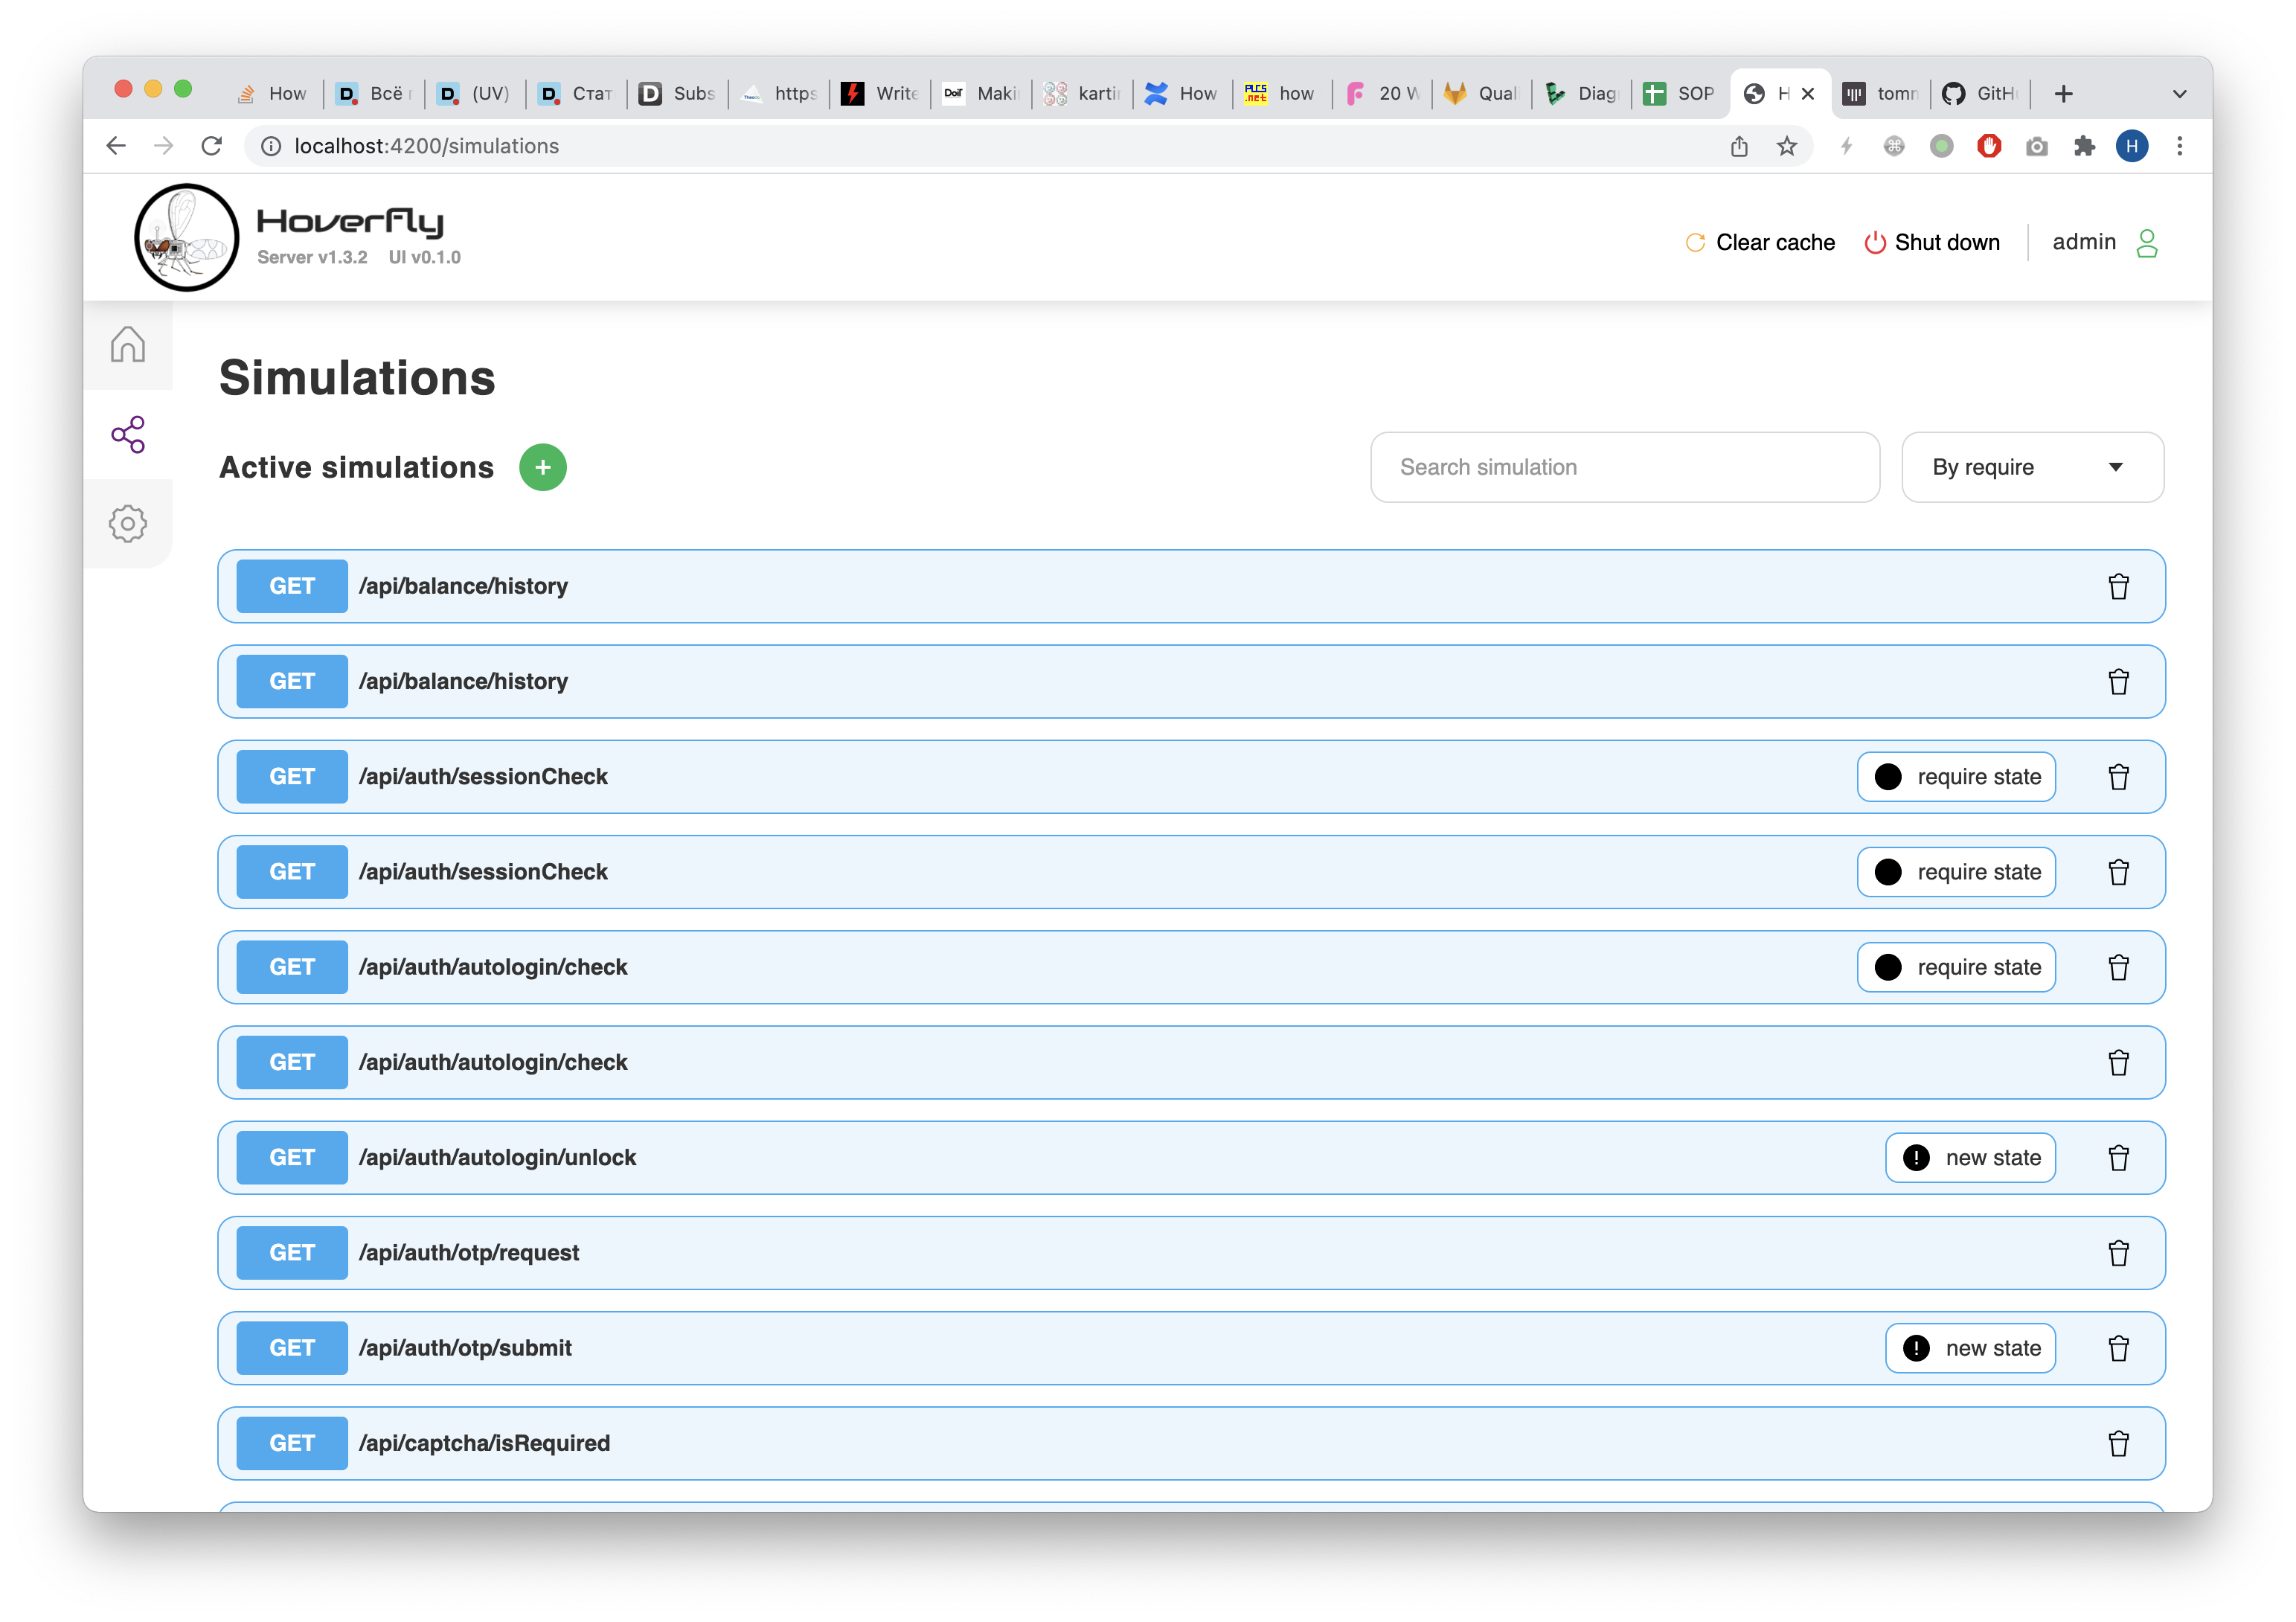 How Всё (UV) Стат Subs https Write Maki kartin How how 20 W Quali Diag SOP H tomn GitHu
localhost:4200/simulations H
Hoverfly
Server v1.3.2 UI v0.1.0
Clear cache Shut down admin
Simulations
Active simulations + Search simulation By require
GET /api/balance/history
GET /api/balance/history
GET /api/auth/sessionCheck require state
GET /api/auth/sessionCheck require state
GET /api/auth/autologin/check require state
GET /api/auth/autologin/check
GET /api/auth/autologin/unlock new state
GET /api/auth/otp/request
GET /api/auth/otp/submit new state
GET /api/captcha/isRequired